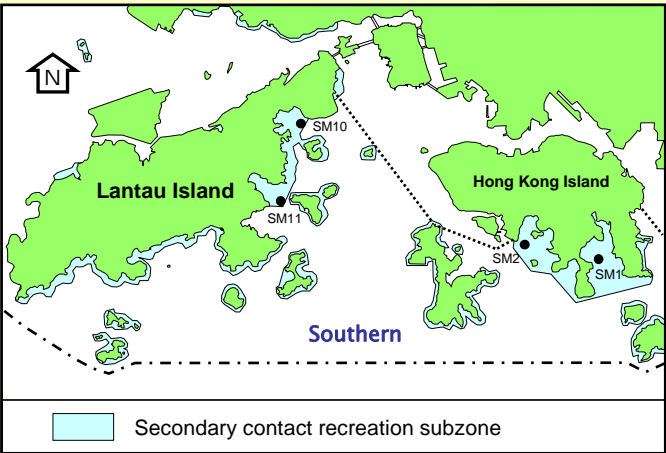 N
SM10
Lantau Island
Hong Kong Island
SM11
SM2
SM1
Southern
Secondary contact recreation subzone